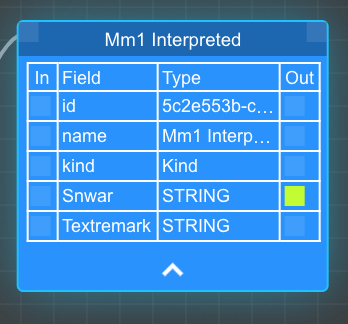 Mm1 Interpreted
In Field Type Out
id 5c2e553b-c...
name Mm1 Interp...
kind Kind
Snwar STRING
Textremark STRING